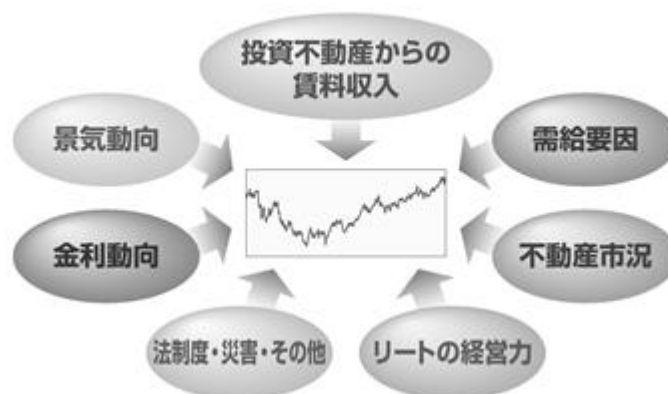 投資不動産からの
賃料収入
景気動向
需給要因
金利動向
不動産市況
法制度・災害・その他
リートの経営力